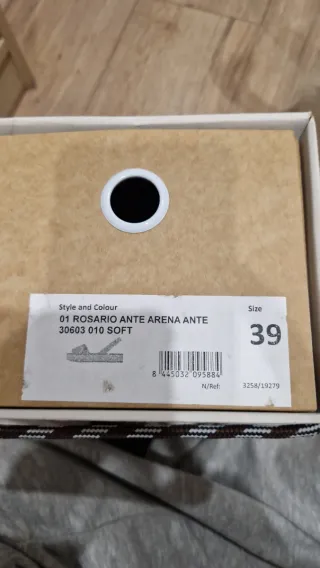 Style and Colour
Size
01 ROSARIO ANTE ARENA ANTE
30603 010 SOFT
39
8 445032 095884
N/Ref:
3258/19279